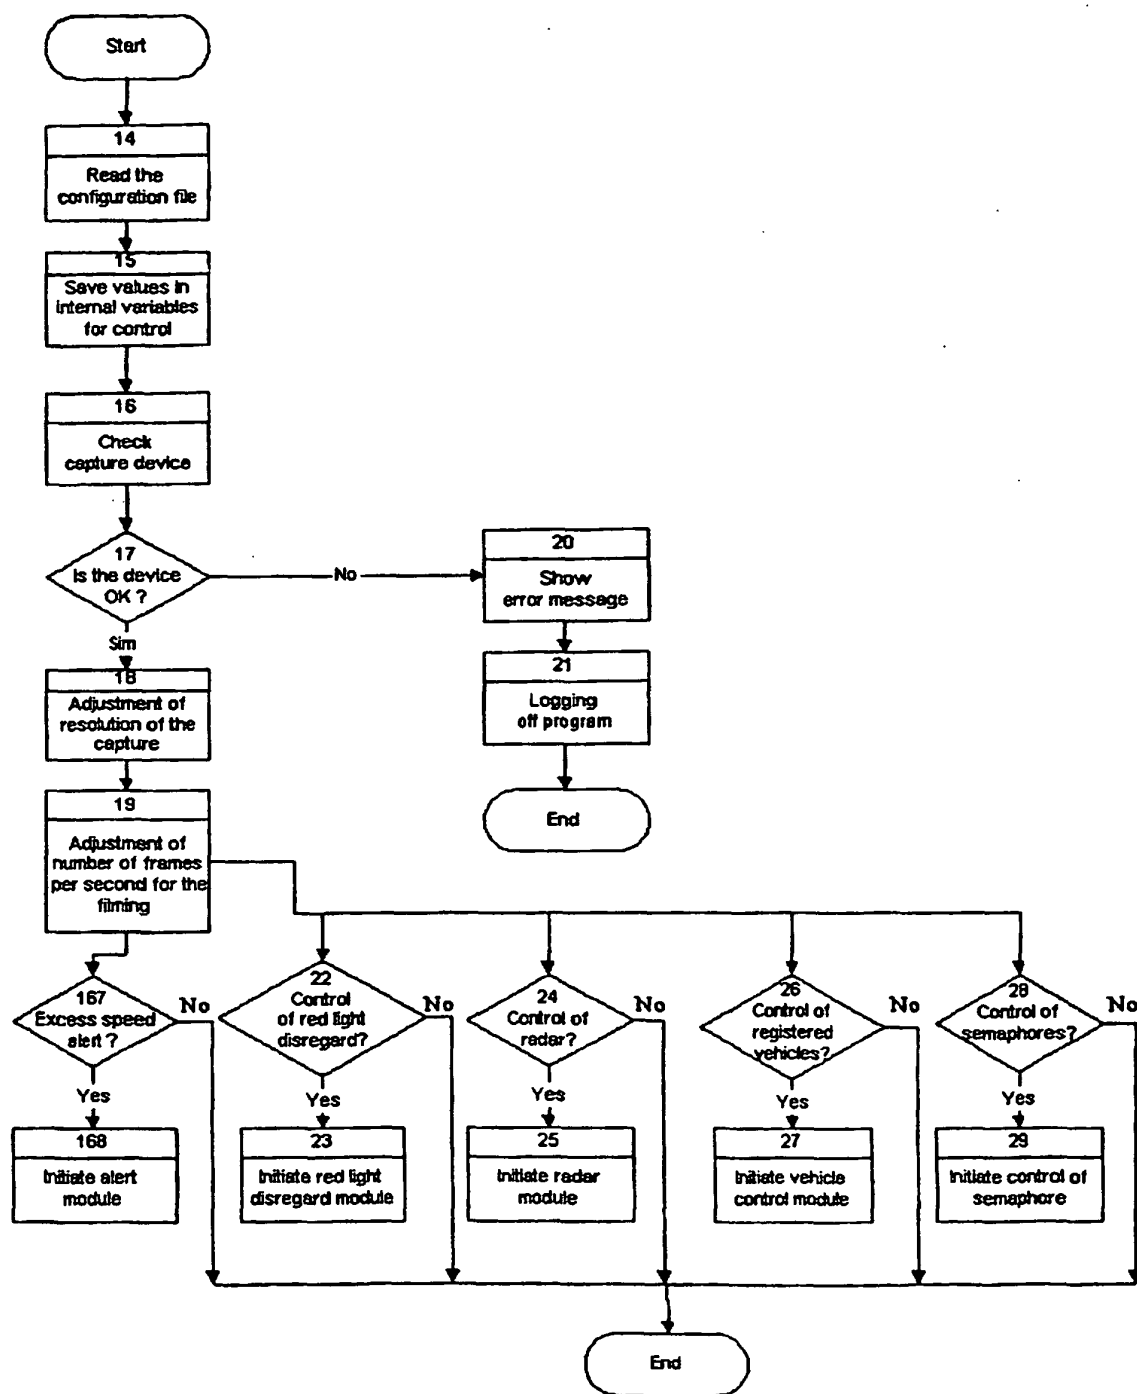 Start
14
Read the
configuration file
15
Save values in
internal variables
for control
16
Check
capture device
17
Is the device
OK ?
No
Sim
20
Show
error message
21
Logging
off program
End
18
Adjustment of
resolution of the
capture
19
Adjustment of
number of frames
per second for the
filming
167
Excess speed
alert ?
No
Yes
168
Initiate alert
module
22
Control
of red light
disregard?
No
Yes
23
Initiate red light
disregard module
24
Control of
radar?
No
Yes
25
Initiate radar
module
26
Control of
registered
vehicles?
No
Yes
27
Initiate vehicle
control module
28
Control of
semaphores?
No
Yes
29
Initiate control of
semaphore
End